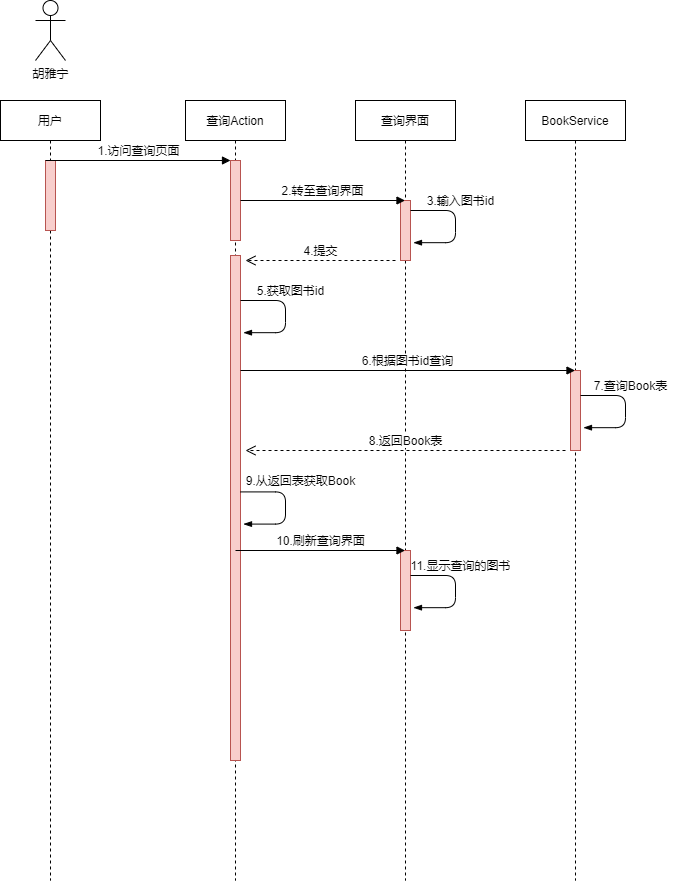 胡雅宁
用户
查询Action
查询界面
BookService
1.访问查询页面
2.转至查询界面
3.输入图书id
4.提交
5.获取图书id
6.根据图书id查询
7.查询Book表
8.返回Book表
9.从返回表获取Book
10.刷新查询界面
11.显示查询的图书